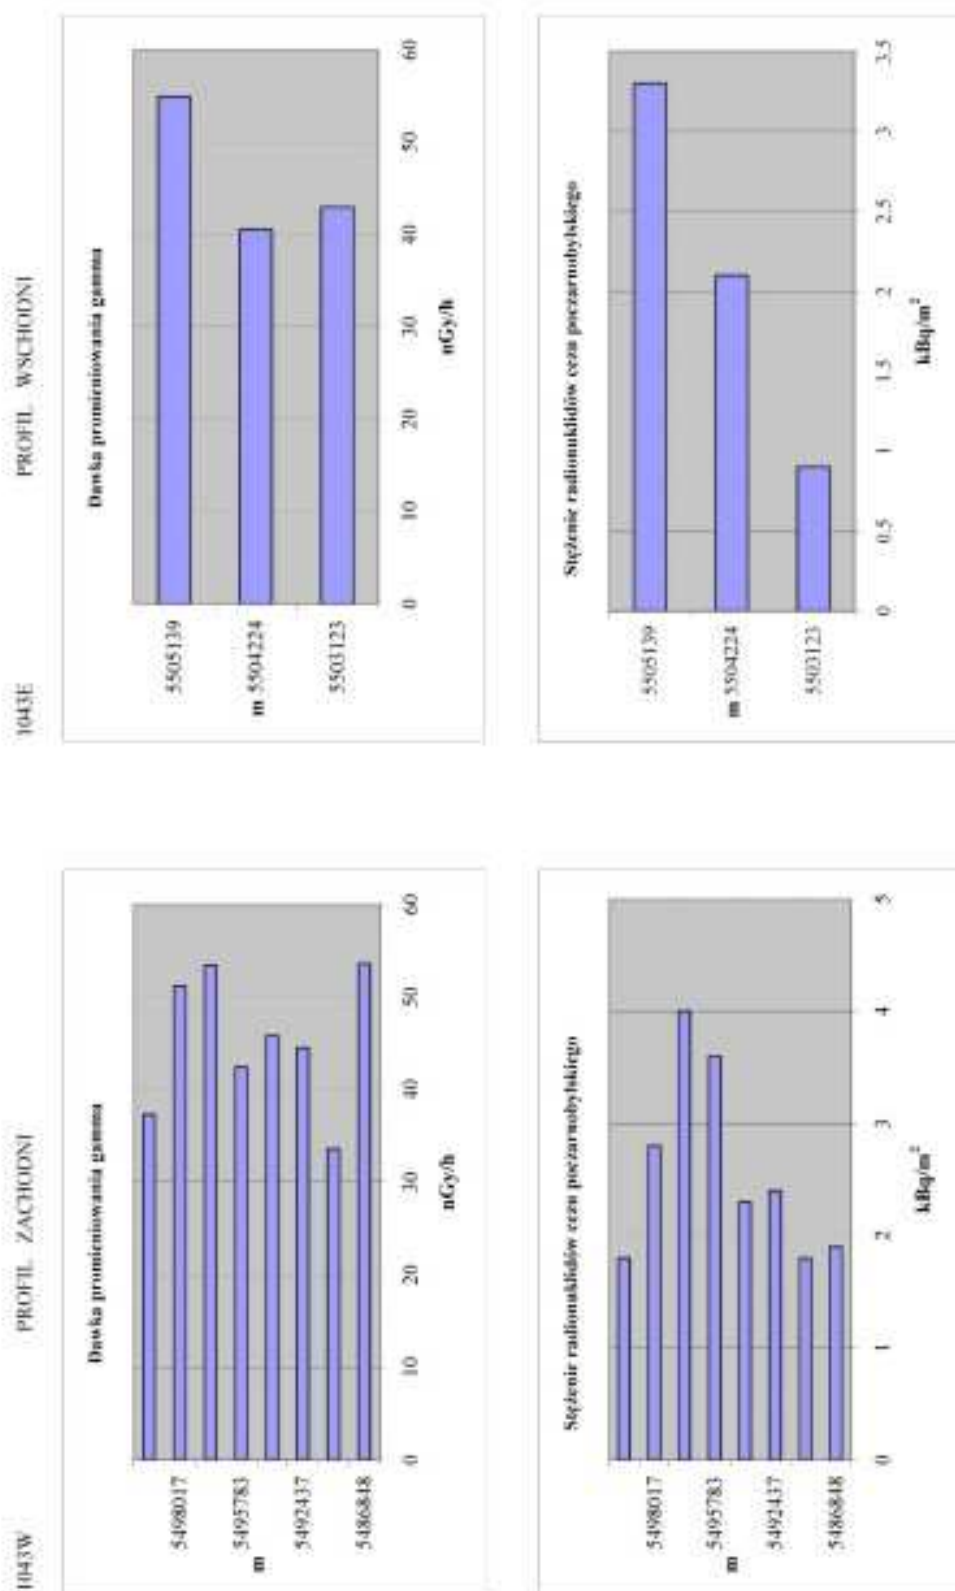 1043W PROFIL ZACHODNI
1043E PROFIL WSCHODNI
Dawka promieniowania gamma
5498017
5495783
m
5492437
5486848
0 10 20 30 40 50 60
nGy/h
Dawka promieniowania gamma
5505139
m 5504224
5503123
0 10 20 30 40 50 60
nGy/h
Stężenie radionuklidów cezu poczarnobylskiego
5498017
5495783
m
5492437
5486848
0 1 2 3 4 5
kBq/m²
Stężenie radionuklidów cezu poczarnobylskiego
5505139
m 5504224
5503123
0 0.5 1 1.5 2 2.5 3 3.5
kBq/m²